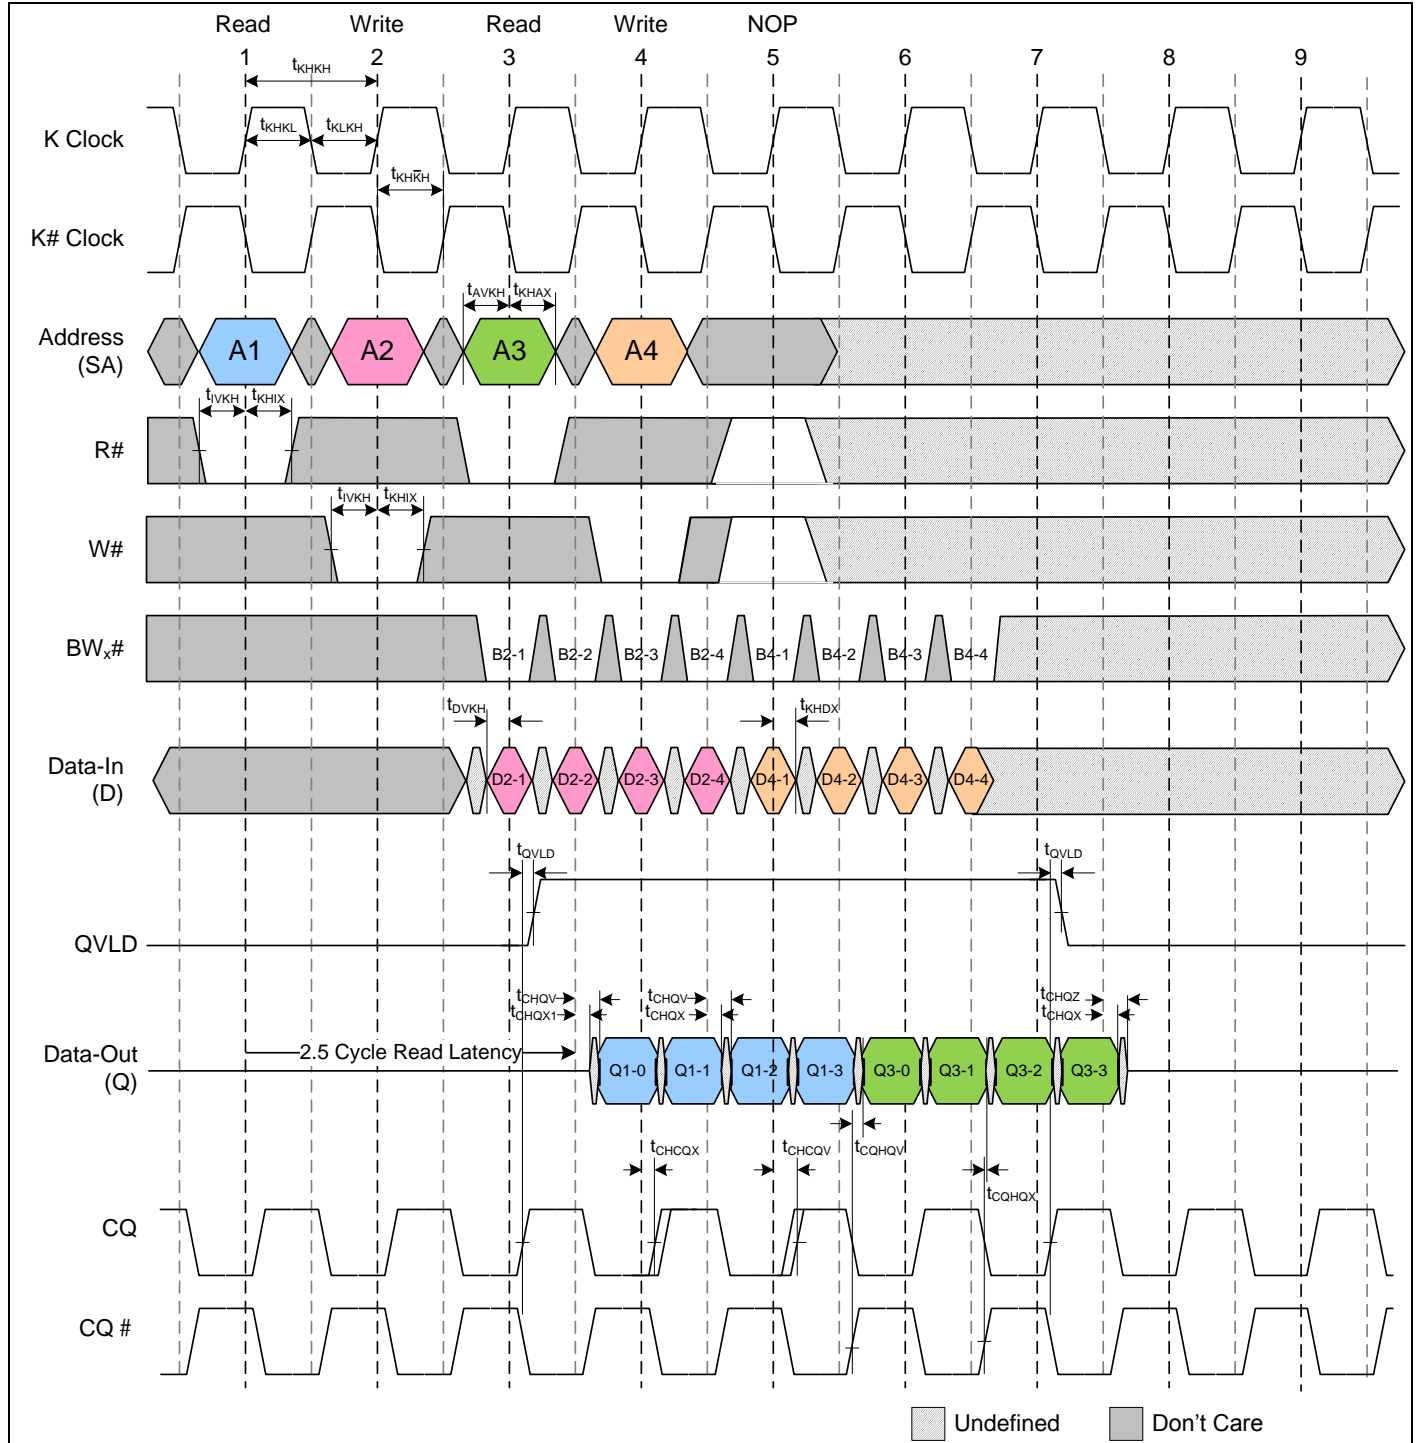 Read Write Read Write NOP
1 2 3 4 5 6 7 8 9
tKHKH
K Clock
tKHKL tKLKH
tKHK̄H
K# Clock
tAVKH tKHAX
Address
(SA)
A1 A2 A3 A4
tIVKH tKHIX
R#
tIVKH tKHIX
W#
BWx#
B2-1 B2-2 B2-3 B2-4 B4-1 B4-2 B4-3 B4-4
tDVKH tKHDX
Data-In
(D)
D2-1 D2-2 D2-3 D2-4 D4-1 D4-2 D4-3 D4-4
tQVLD tQVLD
QVLD
tCHQV tCHQV tCHQZ
tCHQX1 tCHQX tCHQX
Data-Out
(Q)
2.5 Cycle Read Latency
Q1-0 Q1-1 Q1-2 Q1-3 Q3-0 Q3-1 Q3-2 Q3-3
tCHCQX tCHCQV tCQHQV
tCQHQX
CQ
CQ #
Undefined Don't Care